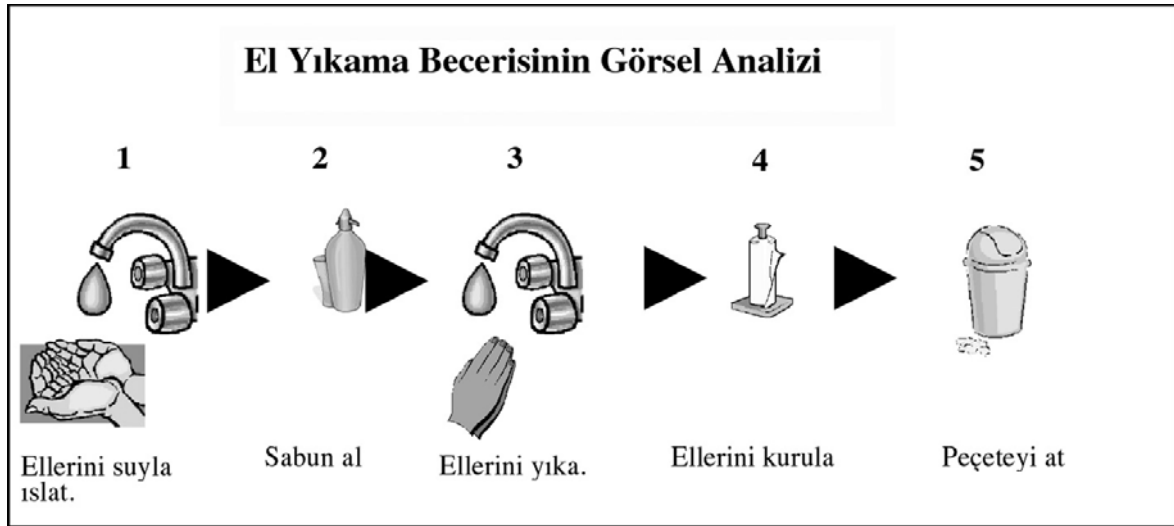 El Yıkama Becerisinin Görsel Analizi
1
2
3
4
5
Ellerini suyla
ıslat.
Sabun al
Ellerini yıka.
Ellerini kurula
Peçeteyi at